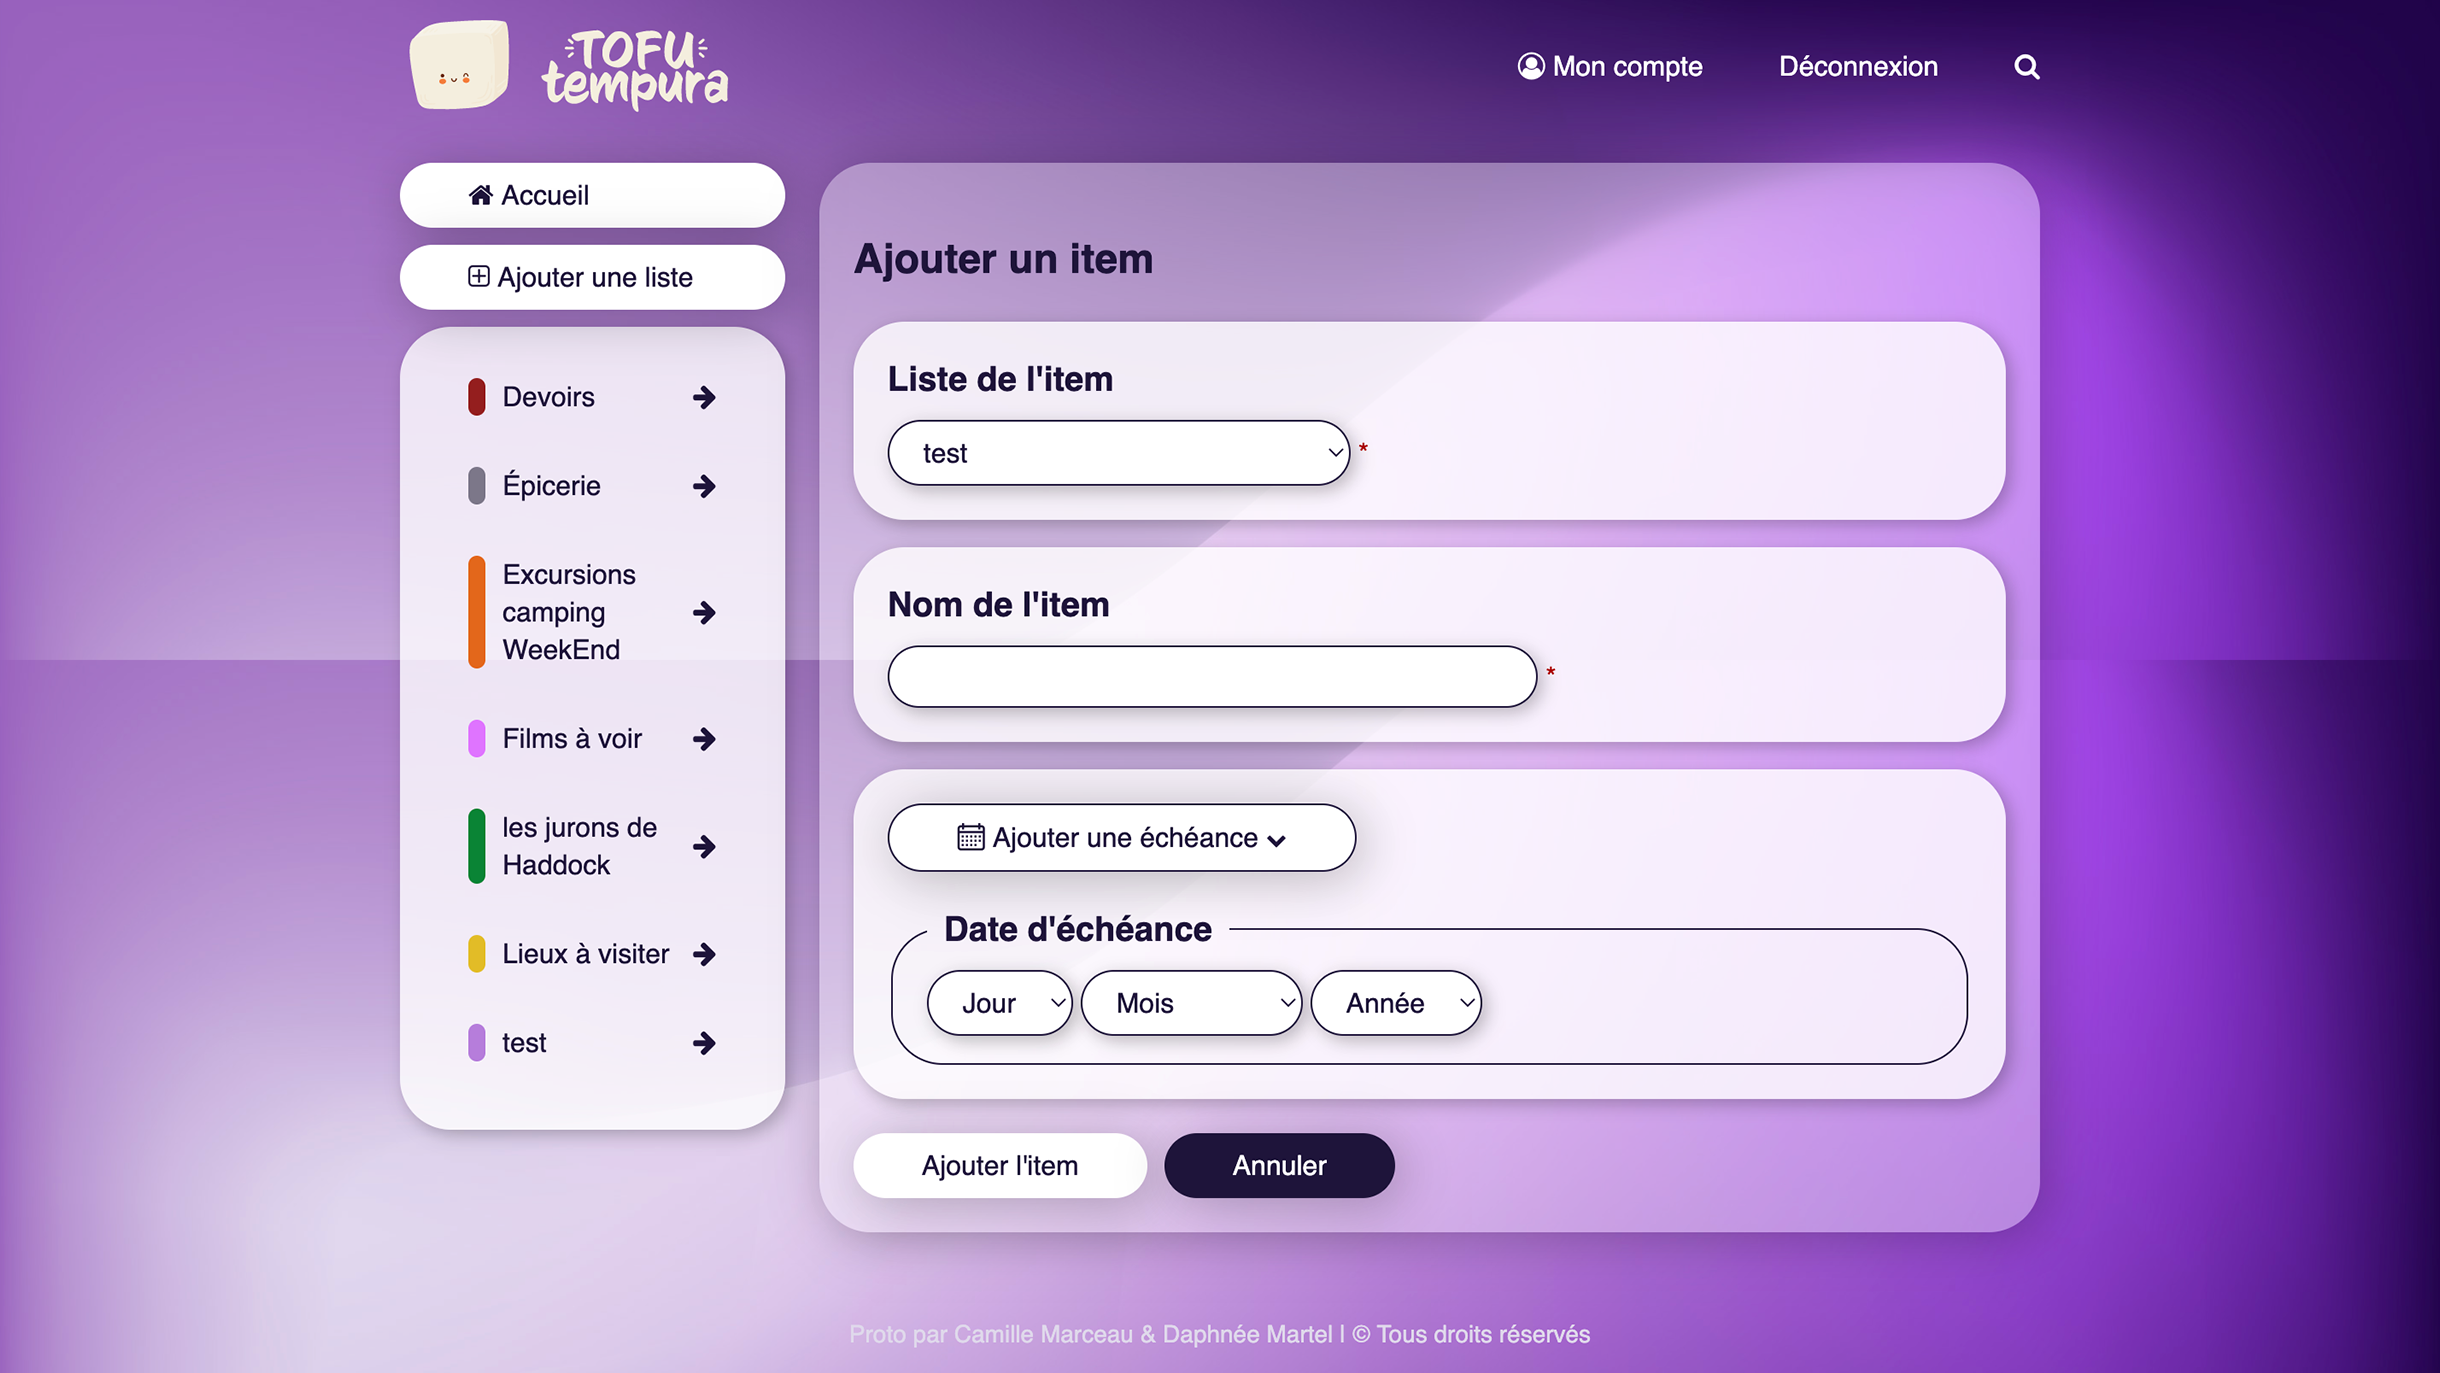 TOFU
tempura
Mon compte
Déconnexion
Accueil
Ajouter une liste
Devoirs
Épicerie
Excursions
camping
WeekEnd
Films à voir
les jurons de
Haddock
Lieux à visiter
test
Ajouter un item
Liste de l'item
test
*
Nom de l'item
*
Ajouter une échéance
Date d'échéance
Jour
Mois
Année
Ajouter l'item
Annuler
Proto par Camille Marceau & Daphnée Martel l © Tous droits réservés